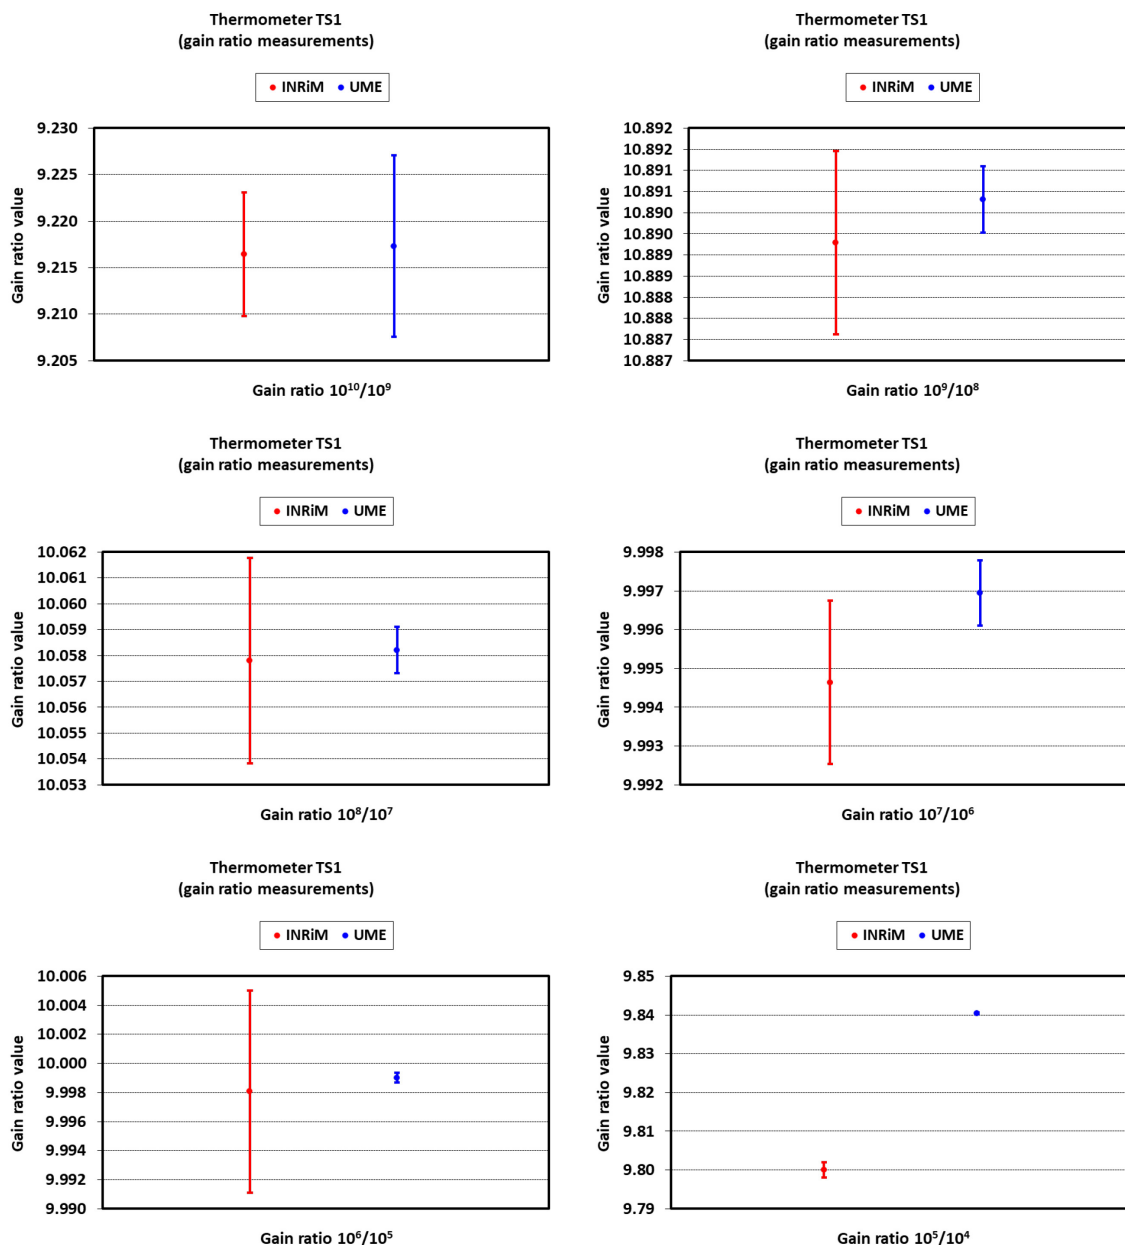 Thermometer TS1
(gain ratio measurements)
INRiM UME
9.230
9.225
9.220
9.215
9.210
9.205
Gain ratio value
Gain ratio 10¹⁰/10⁹
Thermometer TS1
(gain ratio measurements)
INRiM UME
10.892
10.892
10.891
10.891
10.890
10.890
10.889
10.889
10.888
10.888
10.887
10.887
Gain ratio value
Gain ratio 10⁹/10⁸
Thermometer TS1
(gain ratio measurements)
INRiM UME
10.062
10.061
10.060
10.059
10.058
10.057
10.056
10.055
10.054
10.053
Gain ratio value
Gain ratio 10⁸/10⁷
Thermometer TS1
(gain ratio measurements)
INRiM UME
9.998
9.997
9.996
9.995
9.994
9.993
9.992
Gain ratio value
Gain ratio 10⁷/10⁶
Thermometer TS1
(gain ratio measurements)
INRiM UME
10.006
10.004
10.002
10.000
9.998
9.996
9.994
9.992
9.990
Gain ratio value
Gain ratio 10⁶/10⁵
Thermometer TS1
(gain ratio measurements)
INRiM UME
9.85
9.84
9.83
9.82
9.81
9.80
9.79
Gain ratio value
Gain ratio 10⁵/10⁴